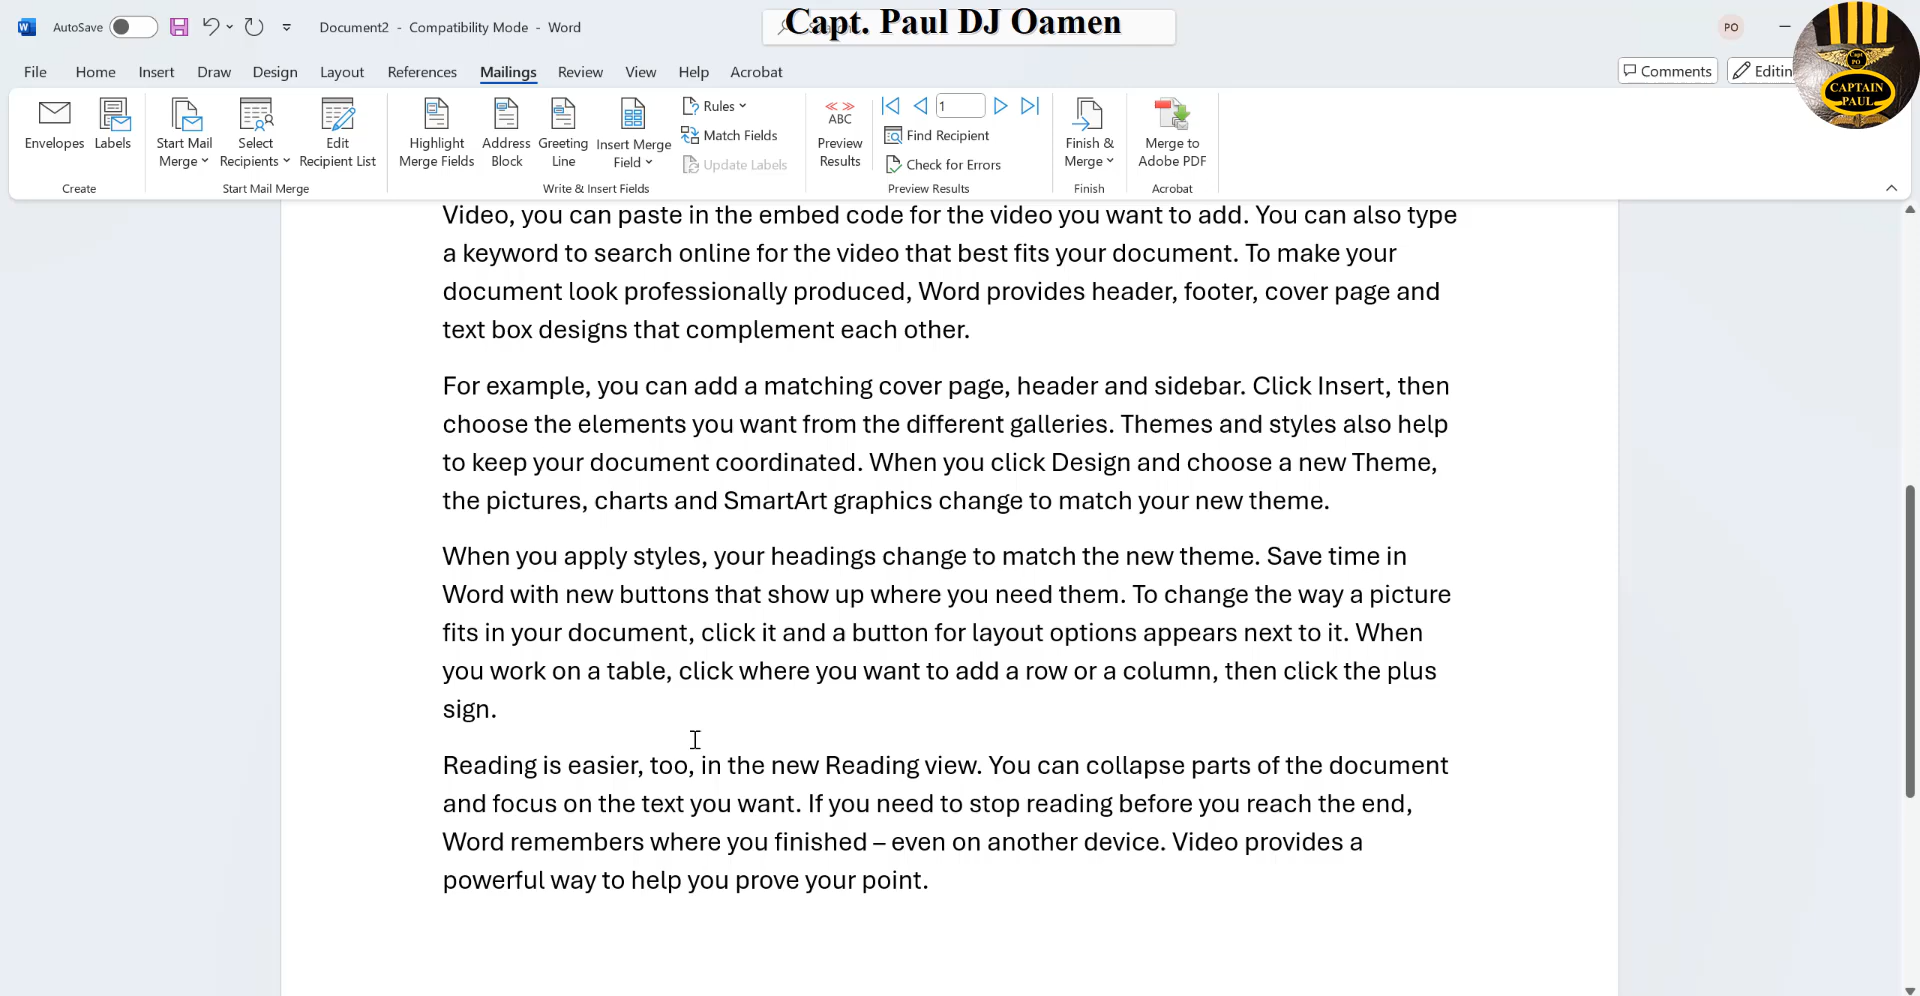 AutoSave
Document2 - Compatibility Mode - Word
Capt. Paul DJ Oamen
PO
File Home Insert Draw Design Layout References Mailings Review View Help Acrobat
Comments
Editin
CAPTAIN
PAUL
Envelopes
Labels
Create
Start Mail
Merge
Select
Recipients
Edit
Recipient List
Start Mail Merge
Highlight
Merge Fields
Address
Block
Greeting
Line
Insert Merge
Field
Rules
Match Fields
Update Labels
Write & Insert Fields
ABC
Preview
Results
1
Find Recipient
Check for Errors
Preview Results
Finish &
Merge
Finish
Merge to
Adobe PDF
Acrobat
Video, you can paste in the embed code for the video you want to add. You can also type
a keyword to search online for the video that best fits your document. To make your
document look professionally produced, Word provides header, footer, cover page and
text box designs that complement each other.
For example, you can add a matching cover page, header and sidebar. Click Insert, then
choose the elements you want from the different galleries. Themes and styles also help
to keep your document coordinated. When you click Design and choose a new Theme,
the pictures, charts and SmartArt graphics change to match your new theme.
When you apply styles, your headings change to match the new theme. Save time in
Word with new buttons that show up where you need them. To change the way a picture
fits in your document, click it and a button for layout options appears next to it. When
you work on a table, click where you want to add a row or a column, then click the plus
sign.
Reading is easier, too, in the new Reading view. You can collapse parts of the document
and focus on the text you want. If you need to stop reading before you reach the end,
Word remembers where you finished – even on another device. Video provides a
powerful way to help you prove your point.